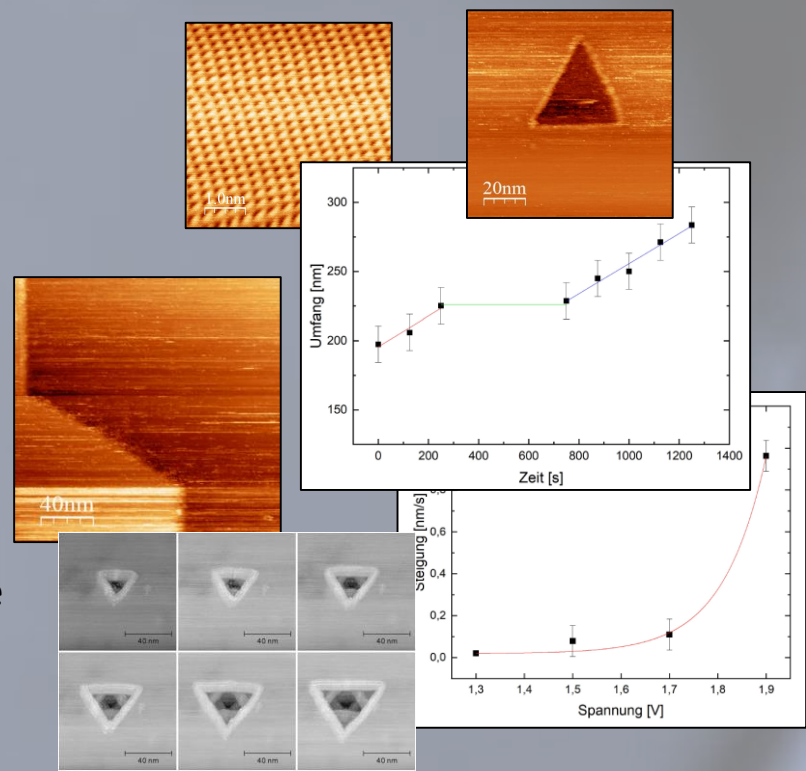 1.0nm
20nm
300
250
200
150
Umfang [nm]
0
200
400
600
800
1000
1200
1400
Zeit [s]
40nm
Steigung [nm/s]
0,4
0,2
0,0
1,3
1,4
1,5
1,6
1,7
1,8
1,9
Spannung [V]
e
40 nm
40 nm
40 nm
40 nm
40 nm
40 nm